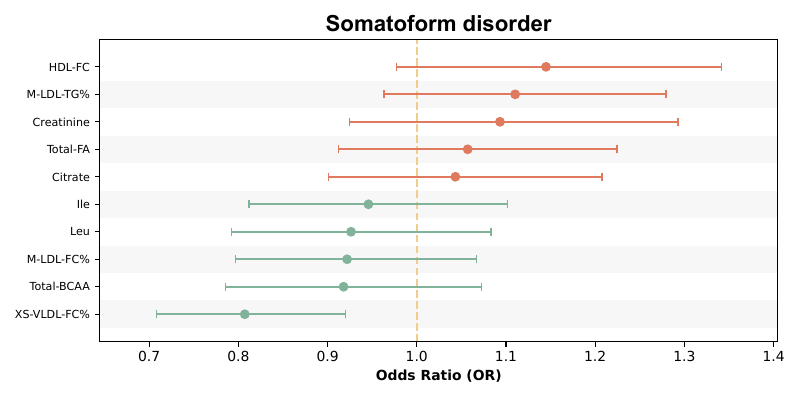 Somatoform disorder
HDL-FC
M-LDL-TG%
Creatinine
Total-FA
Citrate
Ile
Leu
M-LDL-FC%
Total-BCAA
XS-VLDL-FC%
0.7 0.8 0.9 1.0 1.1 1.2 1.3 1.4
Odds Ratio (OR)